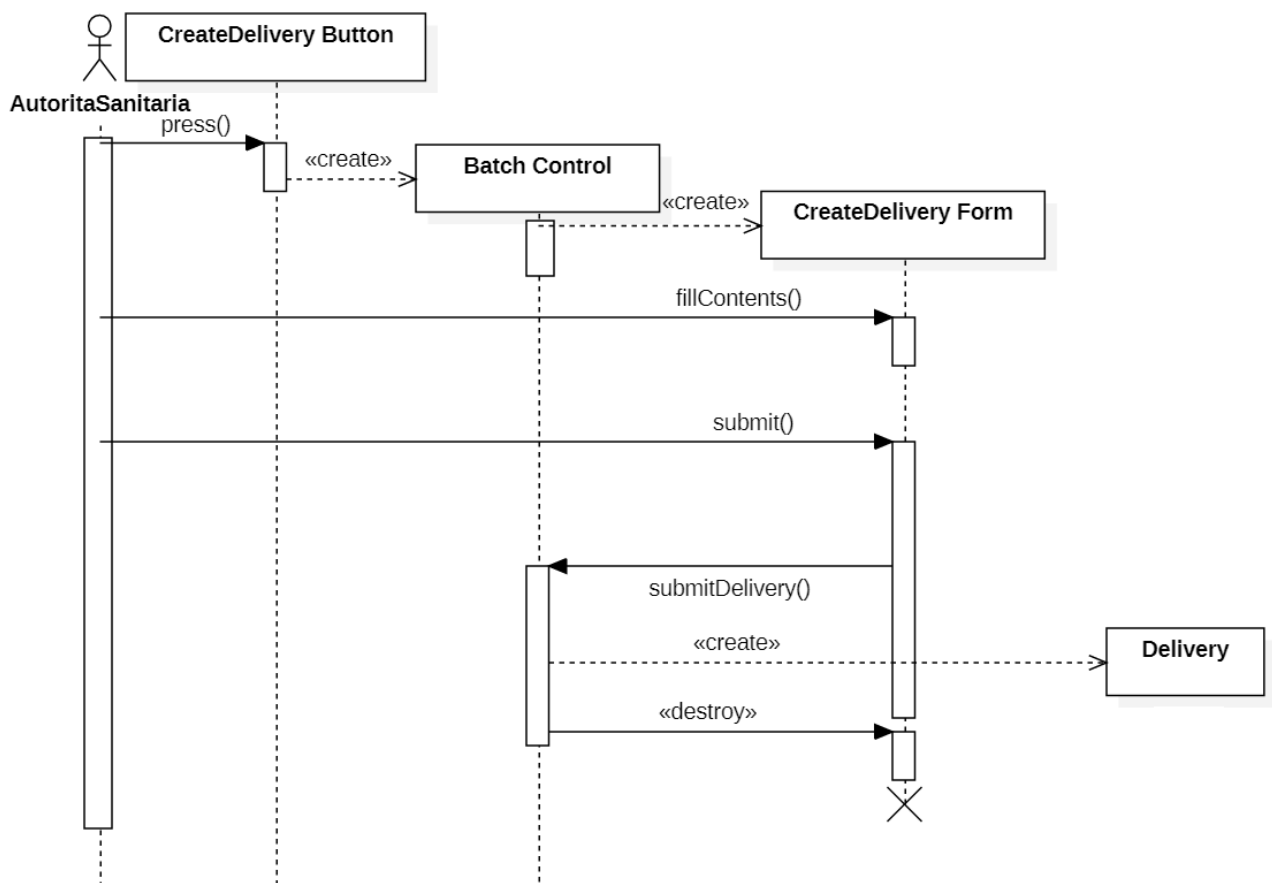 CreateDelivery Button
AutoritaSanitaria
press()
«create»
Batch Control
«create»
CreateDelivery Form
fillContents()
submit()
submitDelivery()
«create»
Delivery
«destroy»